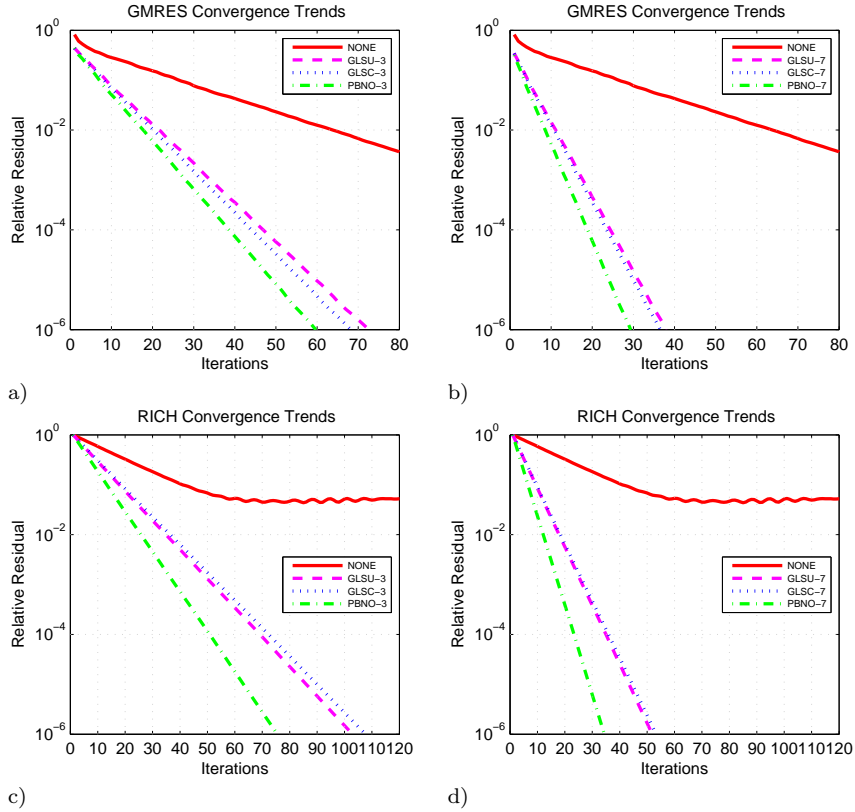 GMRES Convergence Trends
10^0
10^-2
10^-4
10^-6
Relative Residual
NONE
GLSU-3
GLSC-3
PBNO-3
0 10 20 30 40 50 60 70 80
Iterations
a)
GMRES Convergence Trends
10^0
10^-2
10^-4
10^-6
Relative Residual
NONE
GLSU-7
GLSC-7
PBNO-7
0 10 20 30 40 50 60 70 80
Iterations
b)
RICH Convergence Trends
10^0
10^-2
10^-4
10^-6
Relative Residual
NONE
GLSU-3
GLSC-3
PBNO-3
0 10 20 30 40 50 60 70 80 90 100 110 120
Iterations
c)
RICH Convergence Trends
10^0
10^-2
10^-4
10^-6
Relative Residual
NONE
GLSU-7
GLSC-7
PBNO-7
0 10 20 30 40 50 60 70 80 90 100 110 120
Iterations
d)